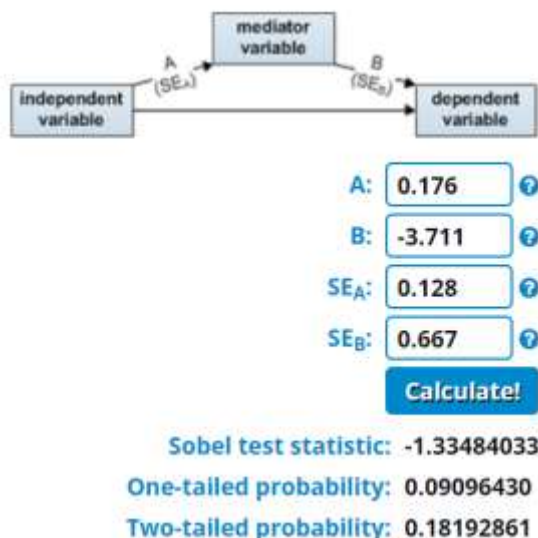 mediator
variable
A
(SEA)
B
(SEB)
independent
variable
dependent
variable
A: 0.176 ?
B: -3.711 ?
SEA: 0.128 ?
SEB: 0.667 ?
Calculate!
Sobel test statistic: -1.33484033
One-tailed probability: 0.09096430
Two-tailed probability: 0.18192861